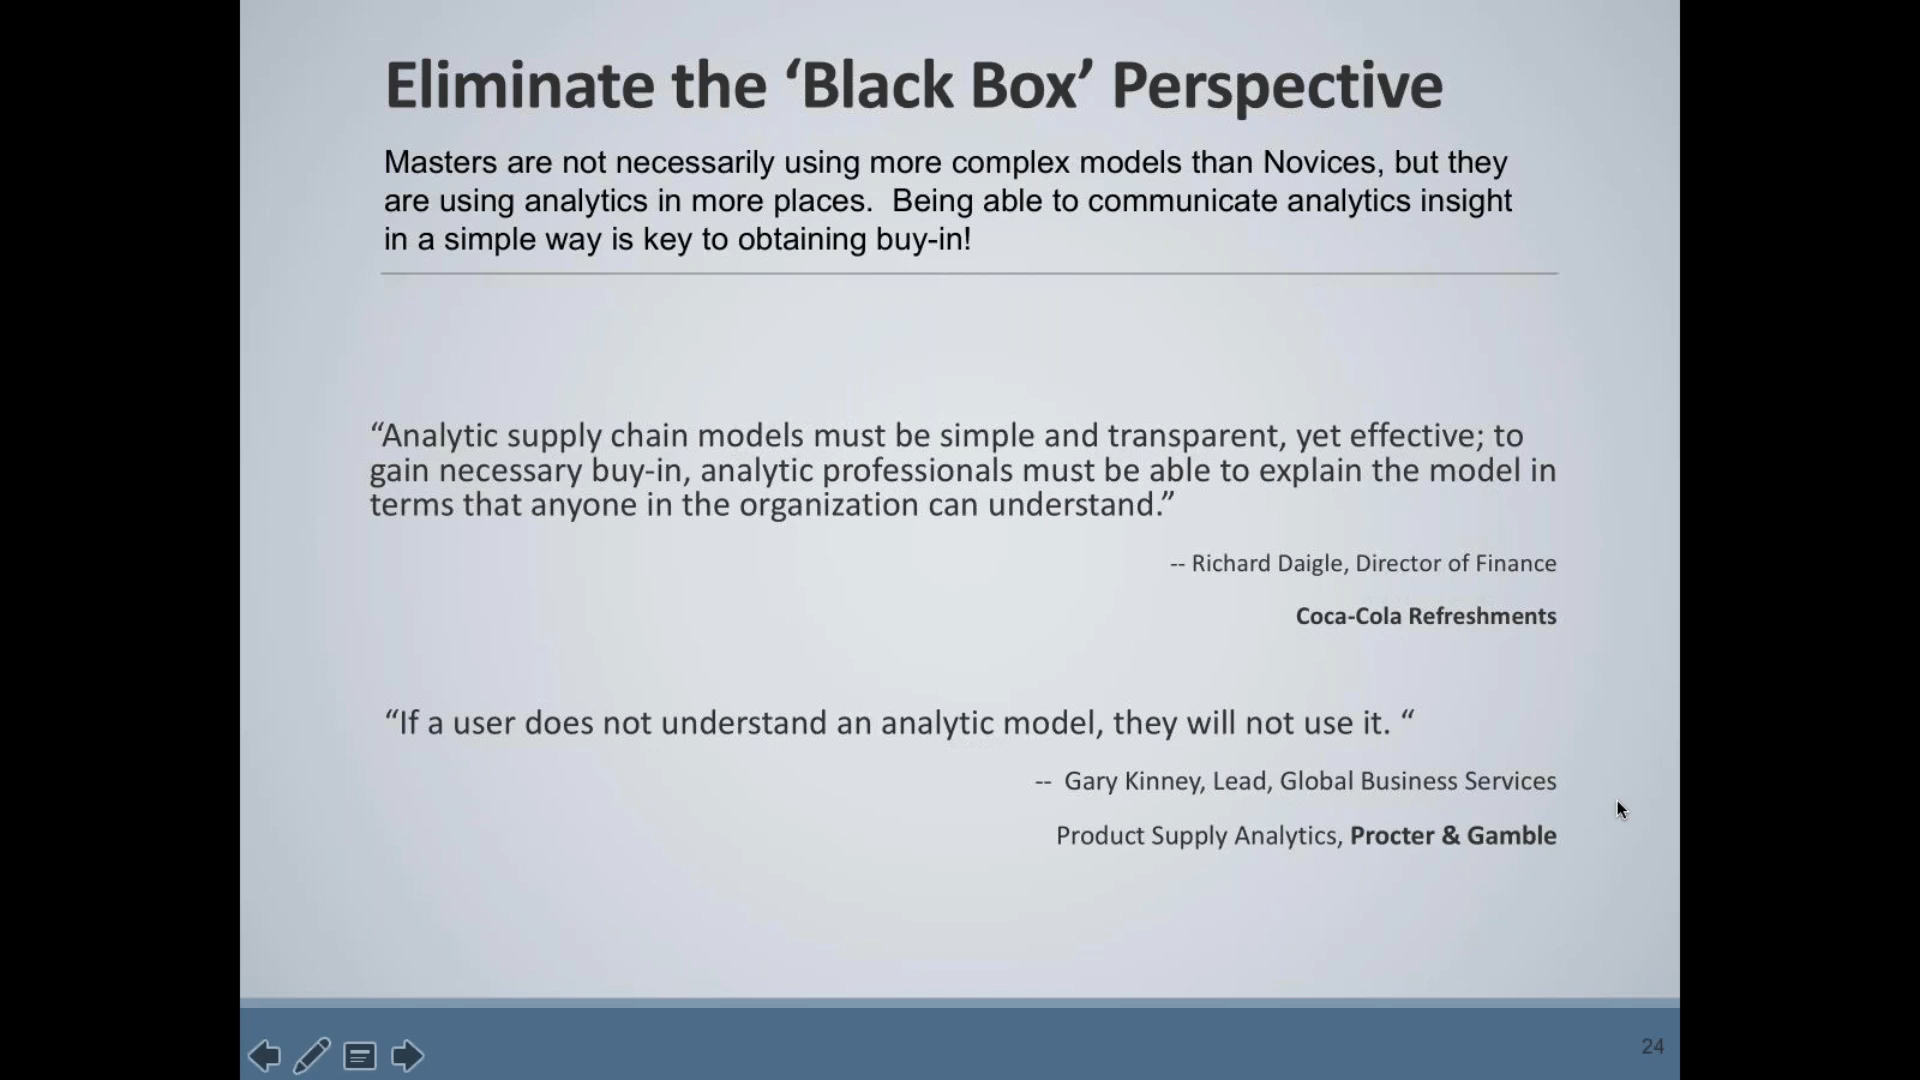 Eliminate the ‘Black Box’ Perspective
Masters are not necessarily using more complex models than Novices, but they
are using analytics in more places.  Being able to communicate analytics insight
in a simple way is key to obtaining buy-in!
“Analytic supply chain models must be simple and transparent, yet effective; to
gain necessary buy-in, analytic professionals must be able to explain the model in
terms that anyone in the organization can understand.”
-- Richard Daigle, Director of Finance
Coca-Cola Refreshments
“If a user does not understand an analytic model, they will not use it. “
--  Gary Kinney, Lead, Global Business Services
Product Supply Analytics, Procter & Gamble
24